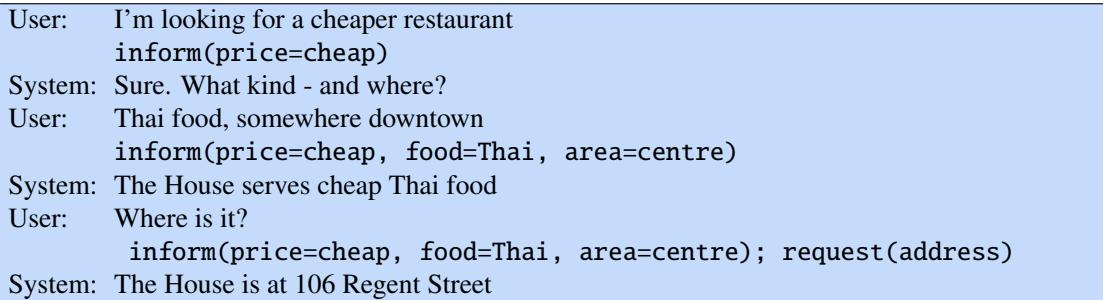 User: I'm looking for a cheaper restaurant
inform(price=cheap)
System: Sure. What kind - and where?
User: Thai food, somewhere downtown
inform(price=cheap, food=Thai, area=centre)
System: The House serves cheap Thai food
User: Where is it?
inform(price=cheap, food=Thai, area=centre); request(address)
System: The House is at 106 Regent Street